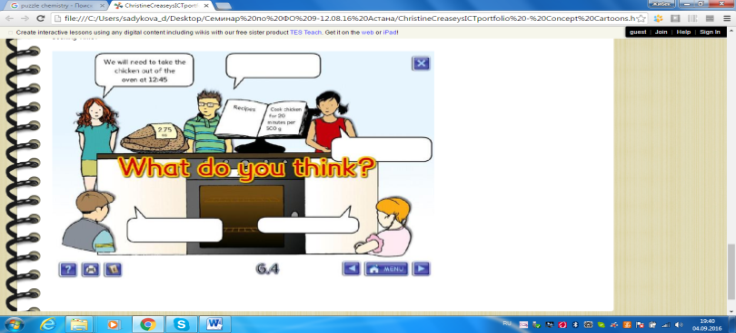 puzzle chemistry - Поиск
ChristineCreaseysICTport
file:///C:/Users/sadykova_d/Desktop/Семинар%20по%20ФО%209-12.08.16%20Астана/ChristineCreaseysICTportfolio%20-%20Concept%20Cartoons.h
Create interactive lessons using any digital content including wikis with our free sister product TES Teach. Get it on the web or iPad!
guest | Join | Help | Sign In
We will need to take the
chicken out of the
oven at 12:45
Recipes
Cook chicken
for 20
minutes per
500 g
2.75
What do you think?
?
G.4
MENU
19:40
04.09.2016